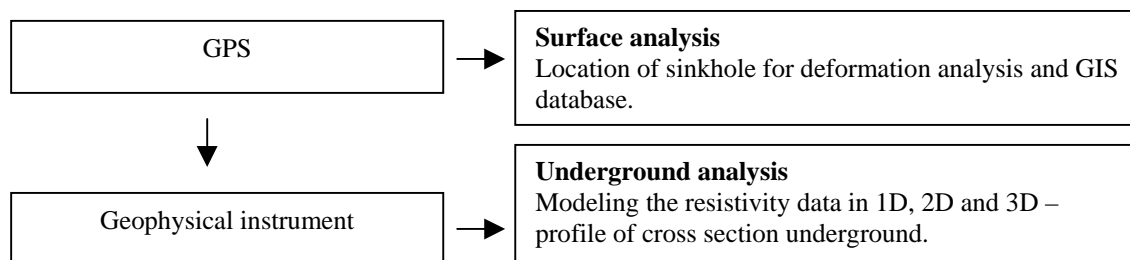 GPS
Surface analysis
Location of sinkhole for deformation analysis and GIS
database.
Geophysical instrument
Underground analysis
Modeling the resistivity data in 1D, 2D and 3D –
profile of cross section underground.